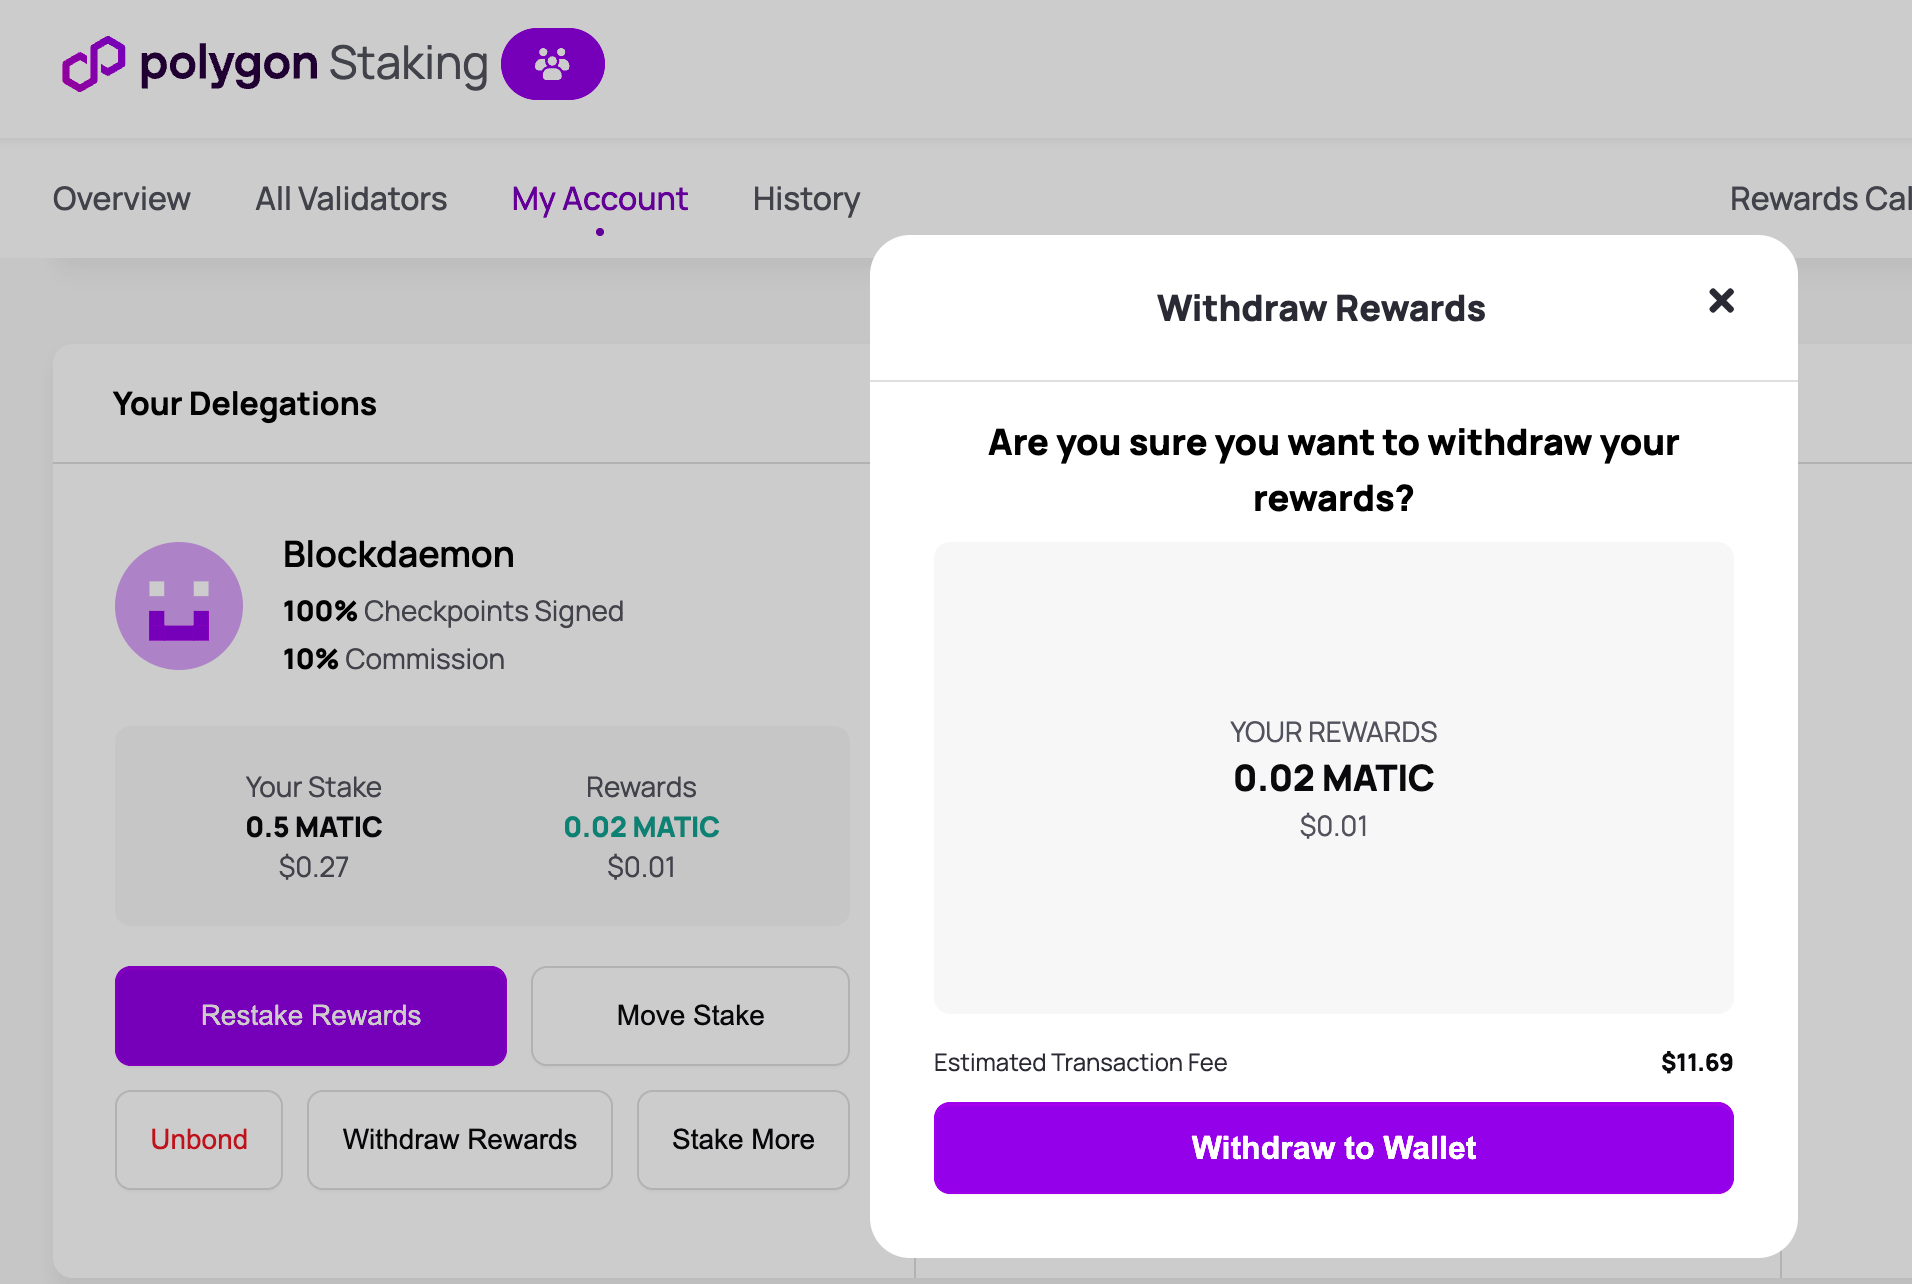 polygon Staking
Overview All Validators My Account History Rewards Cal
Your Delegations
Blockdaemon
100% Checkpoints Signed
10% Commission
Your Stake Rewards
0.5 MATIC 0.02 MATIC
$0.27 $0.01
Restake Rewards Move Stake
Unbond Withdraw Rewards Stake More
Withdraw Rewards
Are you sure you want to withdraw your
rewards?
YOUR REWARDS
0.02 MATIC
$0.01
Estimated Transaction Fee $11.69
Withdraw to Wallet